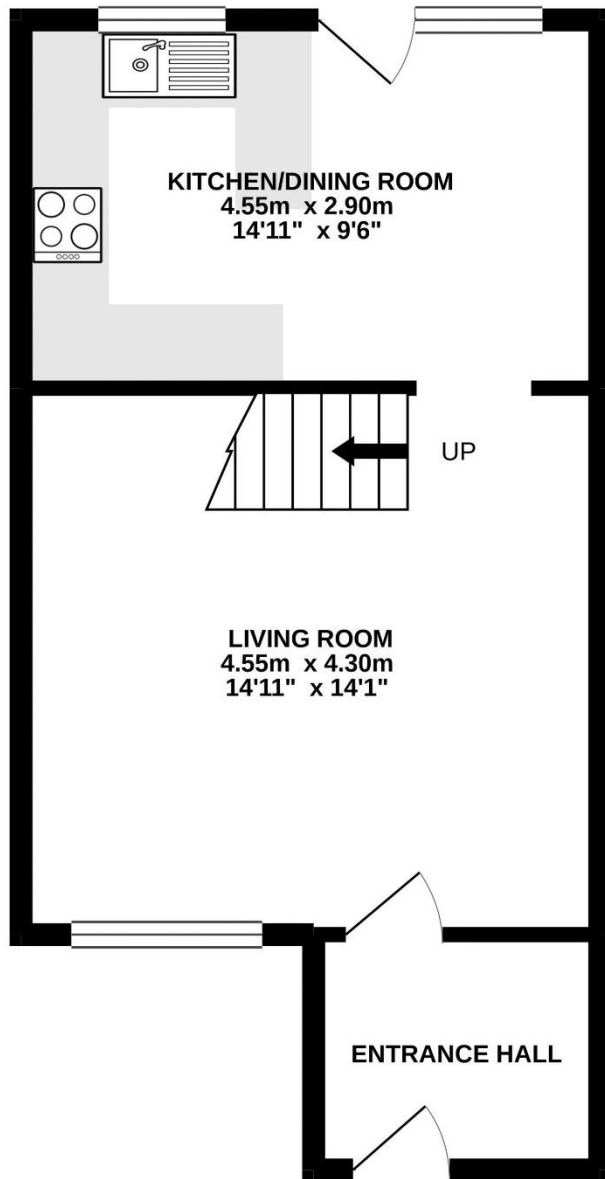 KITCHEN/DINING ROOM
4.55m x 2.90m
14'11" x 9'6"
UP
LIVING ROOM
4.55m x 4.30m
14'11" x 14'1"
ENTRANCE HALL